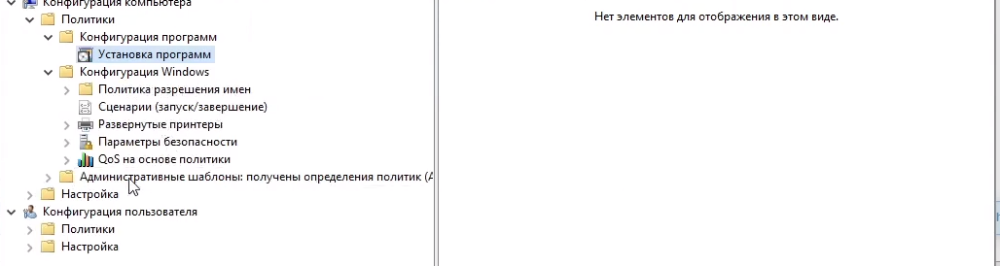 Конфигурация компьютера
Нет элементов для отображения в этом виде.
Политики
Конфигурация программ
Установка программ
Конфигурация Windows
Политика разрешения имен
Сценарии (запуск/завершение)
Развернутые принтеры
Параметры безопасности
QoS на основе политики
Административные шаблоны: получены определения политик (А
Настройка
Конфигурация пользователя
Политики
Настройка